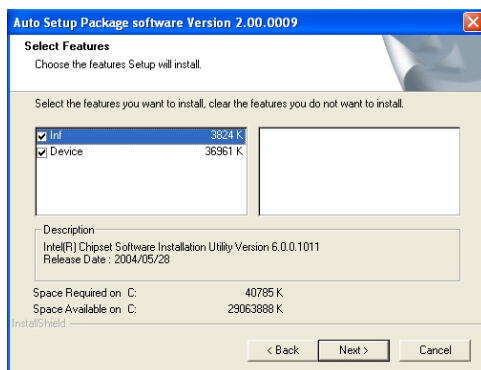 Auto Setup Package software Version 2.00.0009
Select Features
Choose the features Setup will install.
Select the features you want to install, clear the features you do not want to install.
Inf 3824 K
Device 36961 K
Description
Intel(R) Chipset Software Installation Utility Version 6.0.0.1011
Release Date : 2004/05/28
Space Required on C: 40785 K
Space Available on C: 29063888 K
InstallShield
< Back Next > Cancel